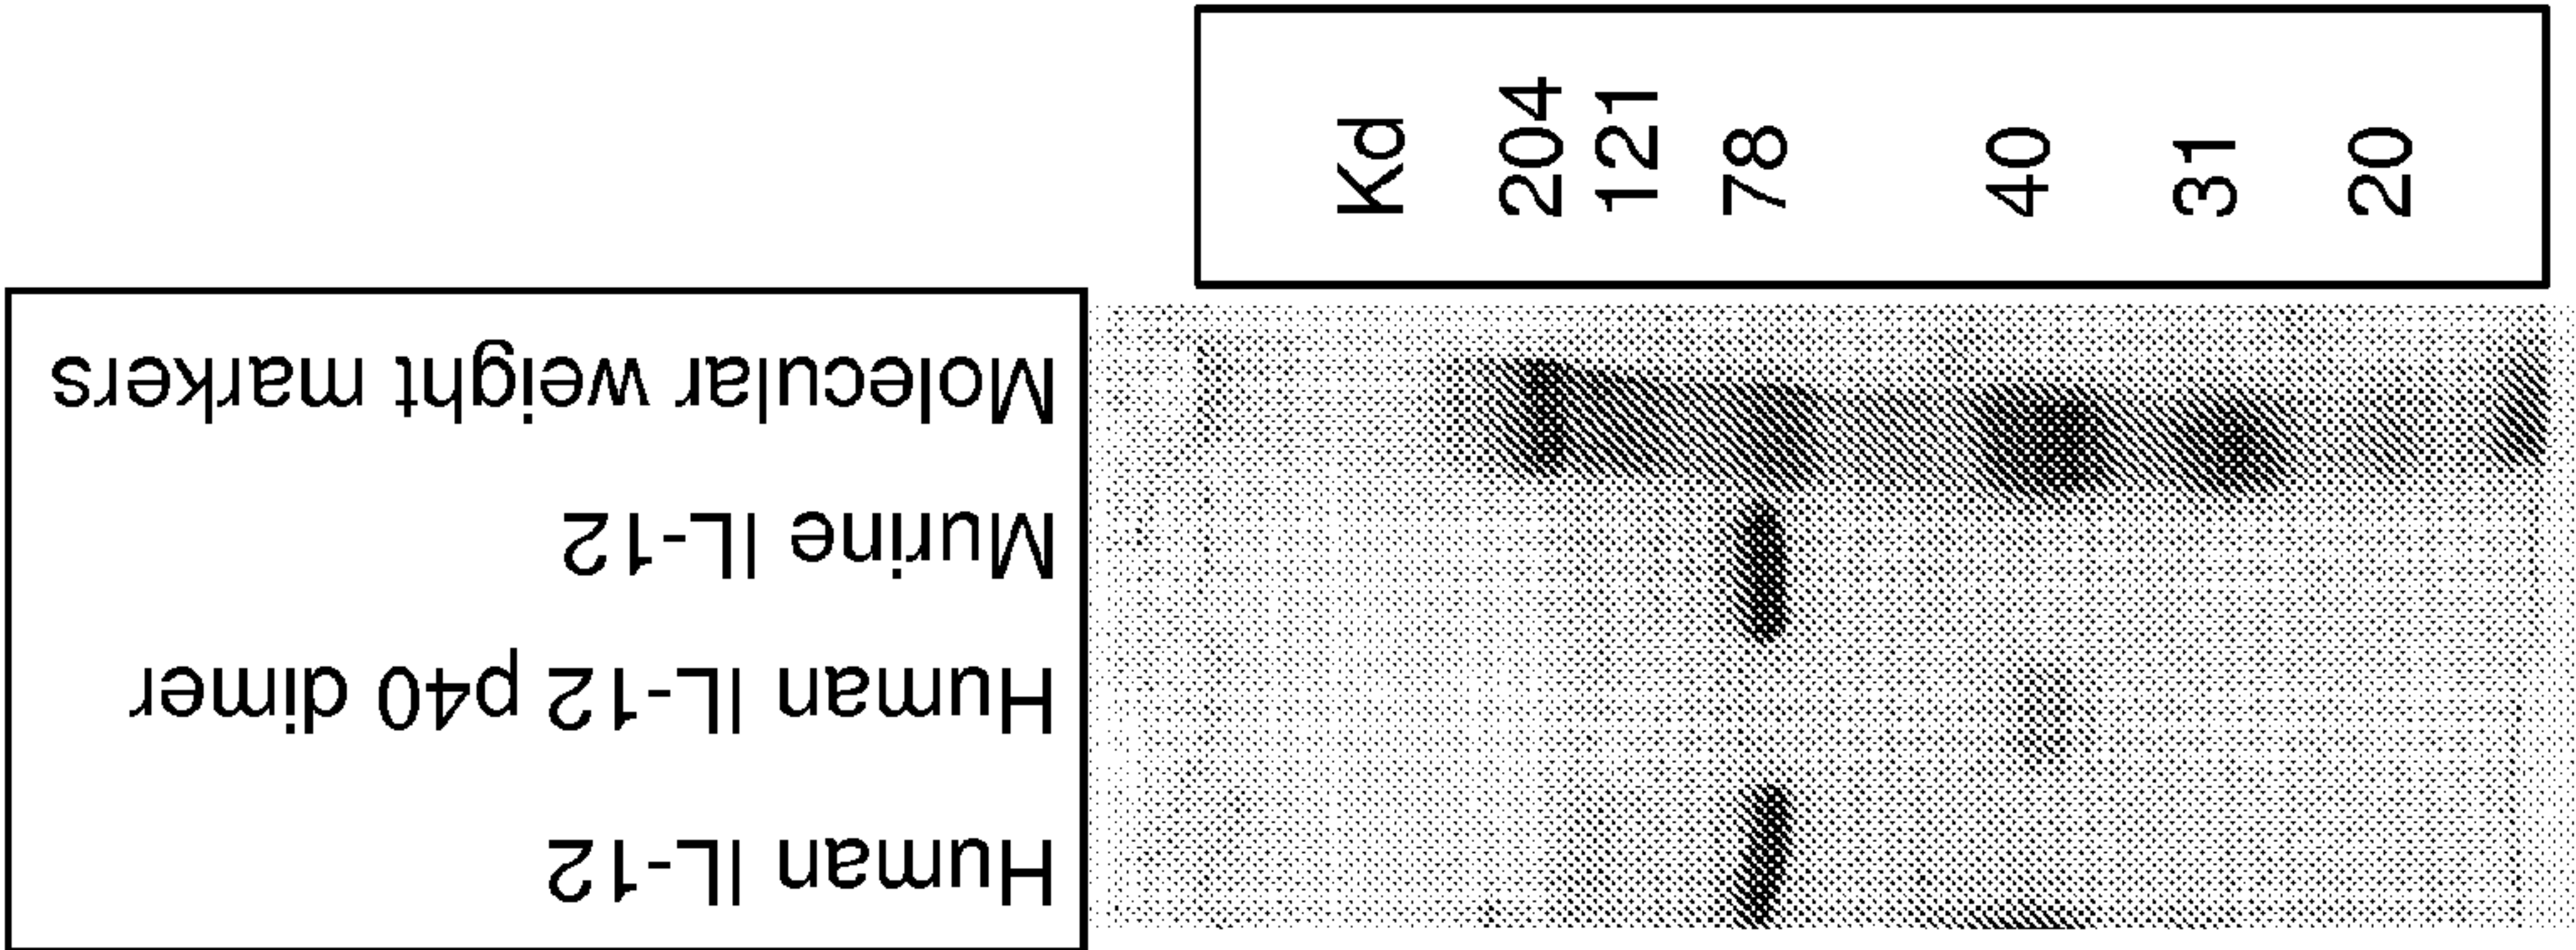 Molecular weight markers
Murine IL-12
Human IL-12 p40 dimer
Human IL-12
Kd
204
121
78
40
31
20